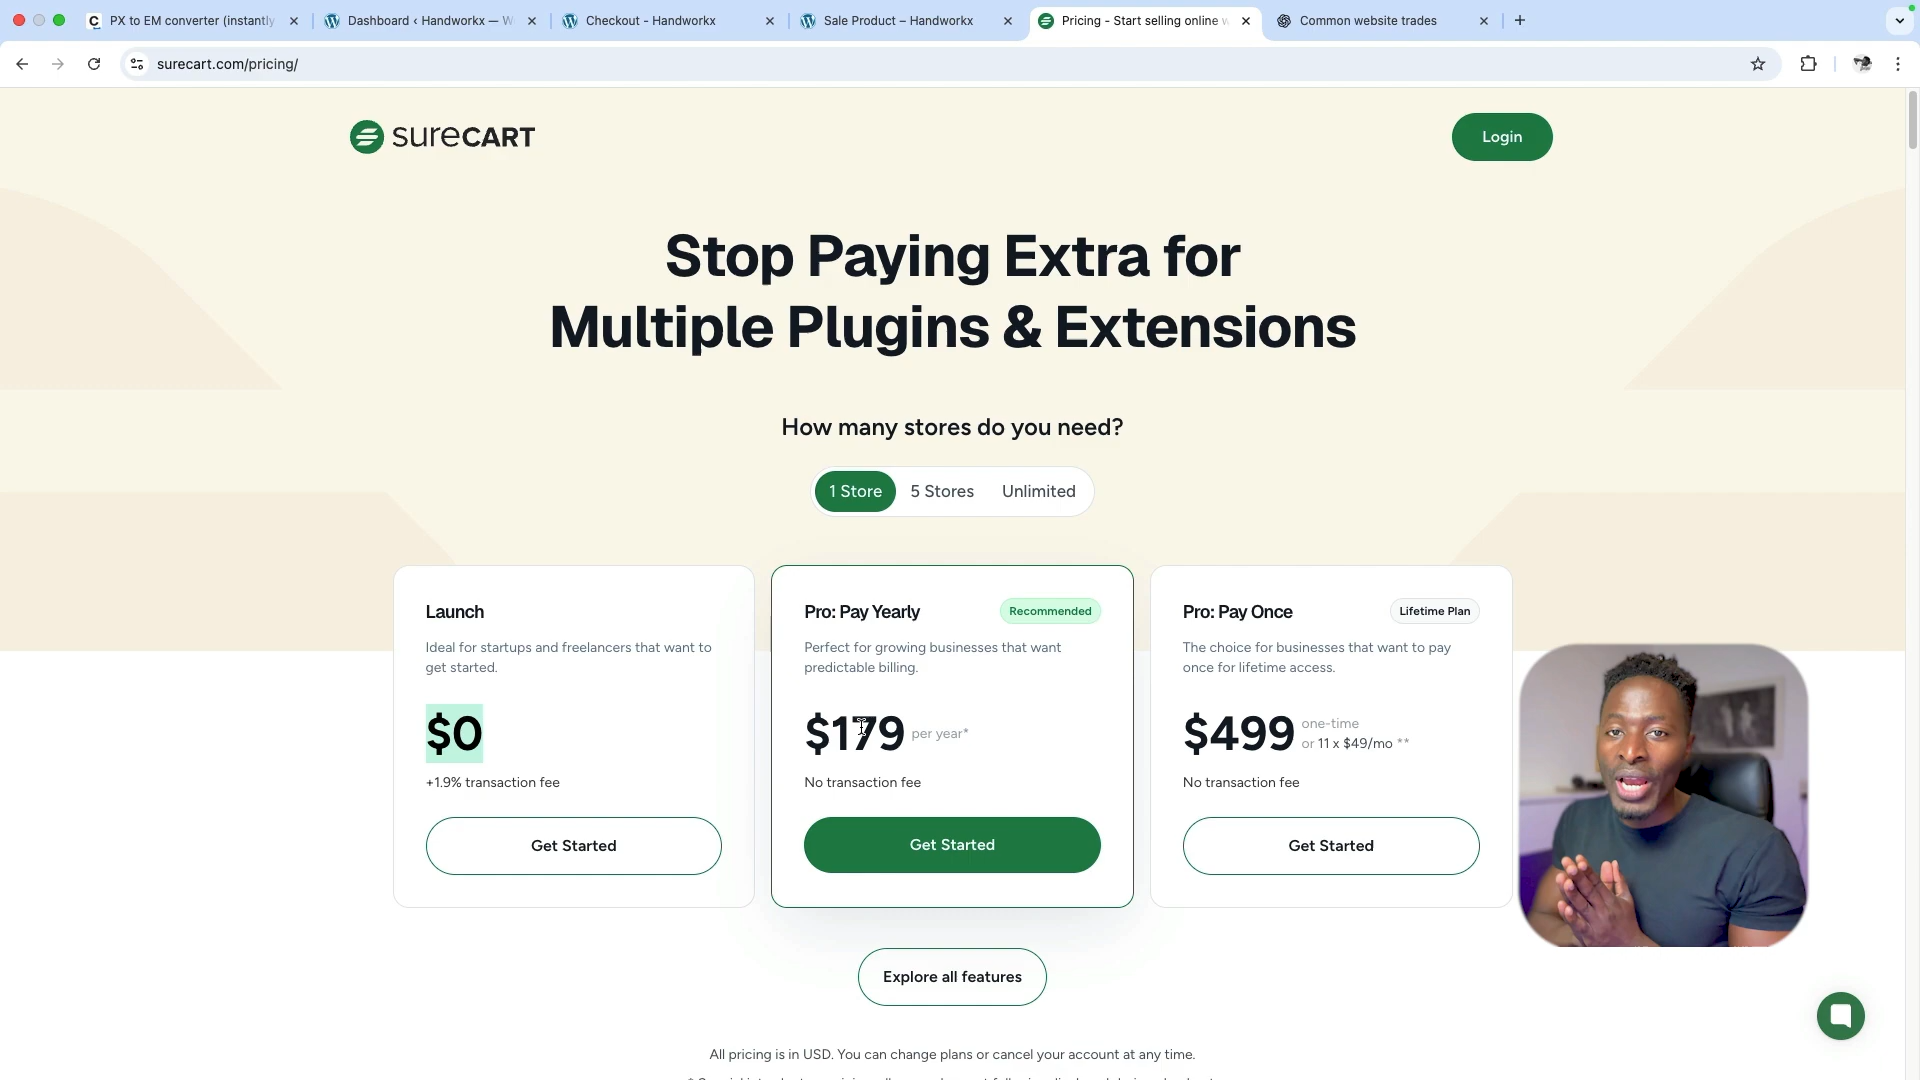 PX to EM converter (instantly
Dashboard ‹ Handworkx — W
Checkout - Handworkx
Sale Product – Handworkx
Pricing - Start selling online w
Common website trades
surecart.com/pricing/
sureCART
Login
Stop Paying Extra for
Multiple Plugins & Extensions
How many stores do you need?
1 Store
5 Stores
Unlimited
Launch
Ideal for startups and freelancers that want to
get started.
$0
+1.9% transaction fee
Get Started
Pro: Pay Yearly
Recommended
Perfect for growing businesses that want
predictable billing.
$179 per year*
No transaction fee
Get Started
Pro: Pay Once
Lifetime Plan
The choice for businesses that want to pay
once for lifetime access.
$499 one-time
or 11 x $49/mo **
No transaction fee
Get Started
Explore all features
All pricing is in USD. You can change plans or cancel your account at any time.